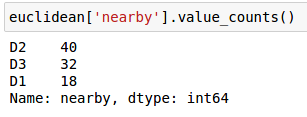 euclidean['nearby'].value_counts()
D2    40
D3    32
D1    18
Name: nearby, dtype: int64